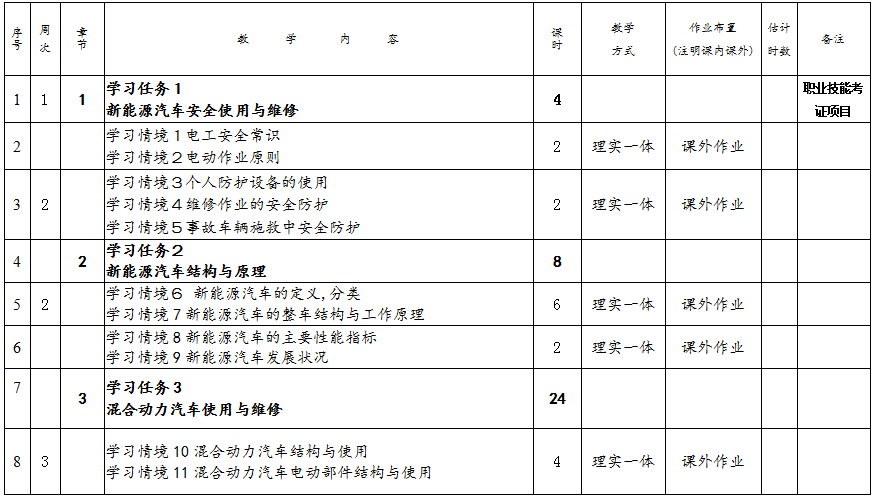 序号 周次 章节 教 学 内 容 课时 教学方式 作业布置(注明课内课外) 估计时数 备注
1 1 1 学习任务1 4 职业技能考
新能源汽车安全使用与维修 证项目
2 学习情境1电工安全常识 2 理实一体 课外作业
学习情境2电动作业原则
3 2 学习情境3个人防护设备的使用 2 理实一体 课外作业
学习情境4维修作业的安全防护
学习情境5事故车辆施救中安全防护
4 2 学习任务2 8
新能源汽车结构与原理
5 2 学习情境6 新能源汽车的定义,分类 6 理实一体 课外作业
学习情境7新能源汽车的整车结构与工作原理
6 学习情境8新能源汽车的主要性能指标 2 理实一体 课外作业
学习情境9新能源汽车发展状况
7 3 学习任务3 24
混合动力汽车使用与维修
8 3 学习情境10混合动力汽车结构与使用 4 理实一体 课外作业
学习情境11混合动力汽车电动部件结构与使用